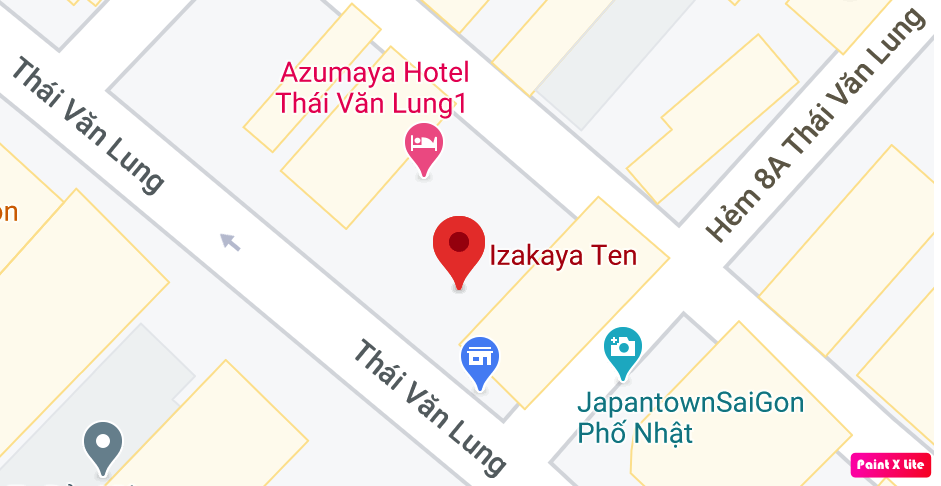 Thái Văn Lung
Azumaya Hotel
Thái Văn Lung1
Hẻm 8A Thái Văn Lung
Izakaya Ten
Thái Văn Lung
JapantownSaiGon
Phố Nhật
Paint X Lite